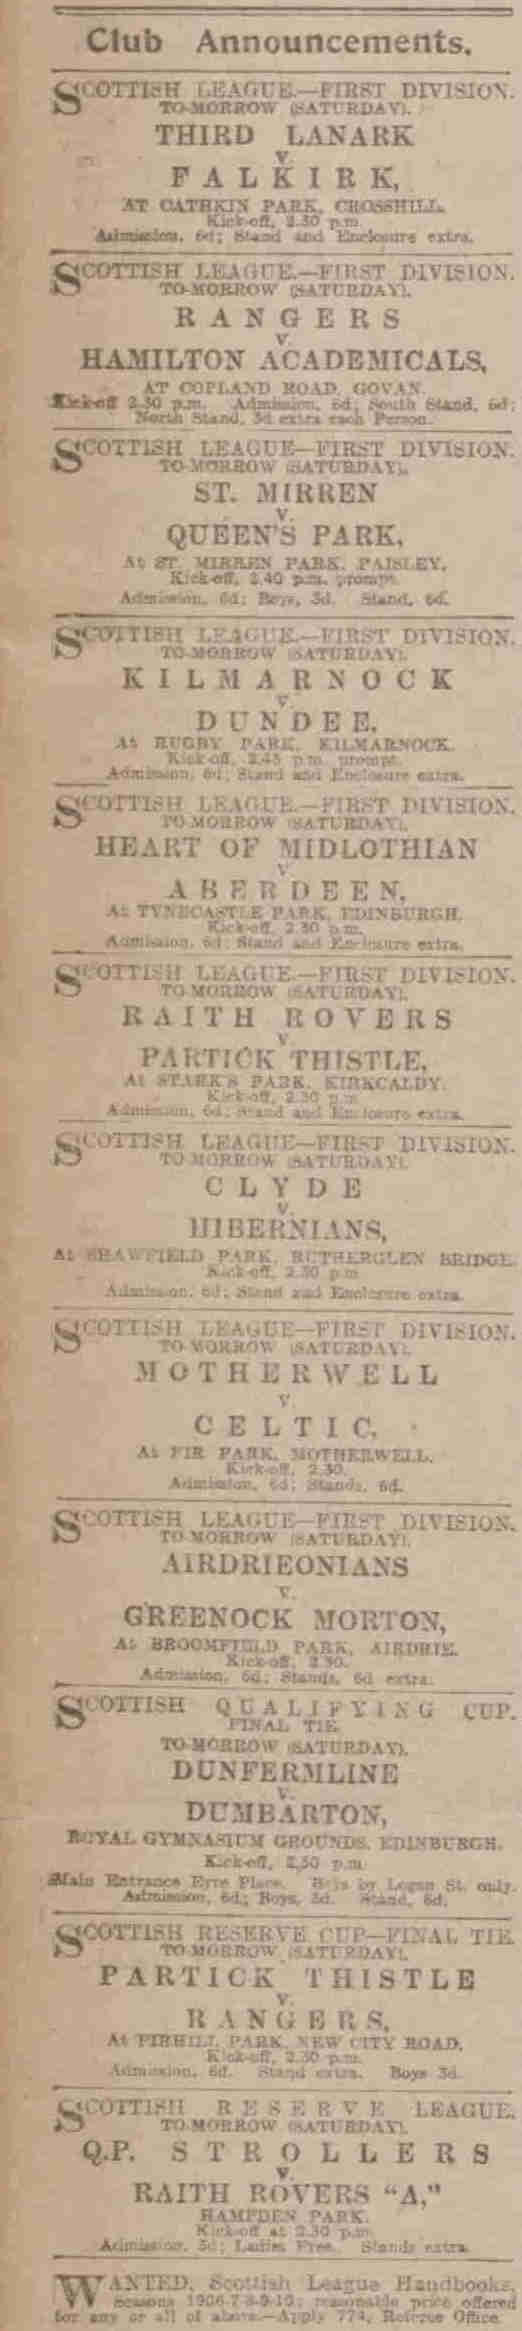 Club Announcements.
SCOTTISH LEAGUE.—FIRST DIVISION.
TO-MORROW (SATURDAY).
THIRD LANARK
v.
FALKIRK,
AT CATHKIN PARK, CROSSHILL.
Kick-off, 2.30 p.m.
Admission, 6d; Stand and Enclosure extra.
SCOTTISH LEAGUE.—FIRST DIVISION.
TO-MORROW (SATURDAY).
RANGERS
v.
HAMILTON ACADEMICALS,
AT COPLAND ROAD, GOVAN.
Kick-off 2.30 p.m. Admission, 6d; South Stand, 6d;
North Stand, 3d extra each Person.
SCOTTISH LEAGUE—FIRST DIVISION.
TO-MORROW (SATURDAY).
ST. MIRREN
v.
QUEEN'S PARK,
At ST. MIRREN PARK, PAISLEY,
Kick-off, 2.40 p.m. prompt.
Admission, 6d; Boys, 3d. Stand, 6d.
SCOTTISH LEAGUE.—FIRST DIVISION.
TO-MORROW (SATURDAY).
KILMARNOCK
v.
DUNDEE,
At RUGBY PARK, KILMARNOCK.
Kick-off, 2.45 p.m. prompt.
Admission, 6d; Stand and Enclosure extra.
SCOTTISH LEAGUE.—FIRST DIVISION.
TO-MORROW (SATURDAY).
HEART OF MIDLOTHIAN
v.
ABERDEEN,
At TYNECASTLE PARK, EDINBURGH.
Kick-off, 2.30 p.m.
Admission, 6d; Stand and Enclosure extra.
SCOTTISH LEAGUE—FIRST DIVISION.
TO-MORROW (SATURDAY).
RAITH ROVERS
v.
PARTICK THISTLE,
At STARK'S PARK, KIRKCALDY.
Kick-off, 2.30 p.m.
Admission, 6d; Stand and Enclosure extra.
SCOTTISH LEAGUE—FIRST DIVISION.
TO-MORROW (SATURDAY).
CLYDE
v.
HIBERNIANS,
At SHAWFIELD PARK, RUTHERGLEN BRIDGE.
Kick-off, 2.30 p.m.
Admission, 6d; Stand and Enclosure extra.
SCOTTISH LEAGUE—FIRST DIVISION.
TO-MORROW (SATURDAY).
MOTHERWELL
v.
CELTIC,
At FIR PARK, MOTHERWELL.
Kick-off, 2.30.
Admission, 6d; Stands, 6d.
SCOTTISH LEAGUE—FIRST DIVISION.
TO-MORROW (SATURDAY).
AIRDRIEONIANS
v.
GREENOCK MORTON,
At BROOMFIELD PARK, AIRDRIE.
Kick-off, 2.30.
Admission, 6d; Stands, 6d extra.
SCOTTISH QUALIFYING CUP.
FINAL TIE.
TO-MORROW (SATURDAY).
DUNFERMLINE
v.
DUMBARTON,
ROYAL GYMNASIUM GROUNDS, EDINBURGH.
Kick-off, 2.30 p.m.
Main Entrance Eyre Place. Boys by Logan St. only.
Admission, 6d; Boys, 3d. Stand, 6d.
SCOTTISH RESERVE CUP—FINAL TIE.
TO-MORROW (SATURDAY).
PARTICK THISTLE
v.
RANGERS,
At FIRHILL PARK, NEW CITY ROAD,
Kick-off, 2.30 p.m.
Admission, 6d. Stand extra. Boys 3d.
SCOTTISH RESERVE LEAGUE.
TO-MORROW (SATURDAY).
Q.P. STROLLERS
v.
RAITH ROVERS "A,"
HAMPDEN PARK.
Kick-off at 2.30 p.m.
Admission, 3d; Ladies Free. Stands extra.
WANTED, Scottish League Handbooks,
Seasons 1906-7-8-9-10; reasonable price offered
for any or all of above.—Apply 774, Referee Office.